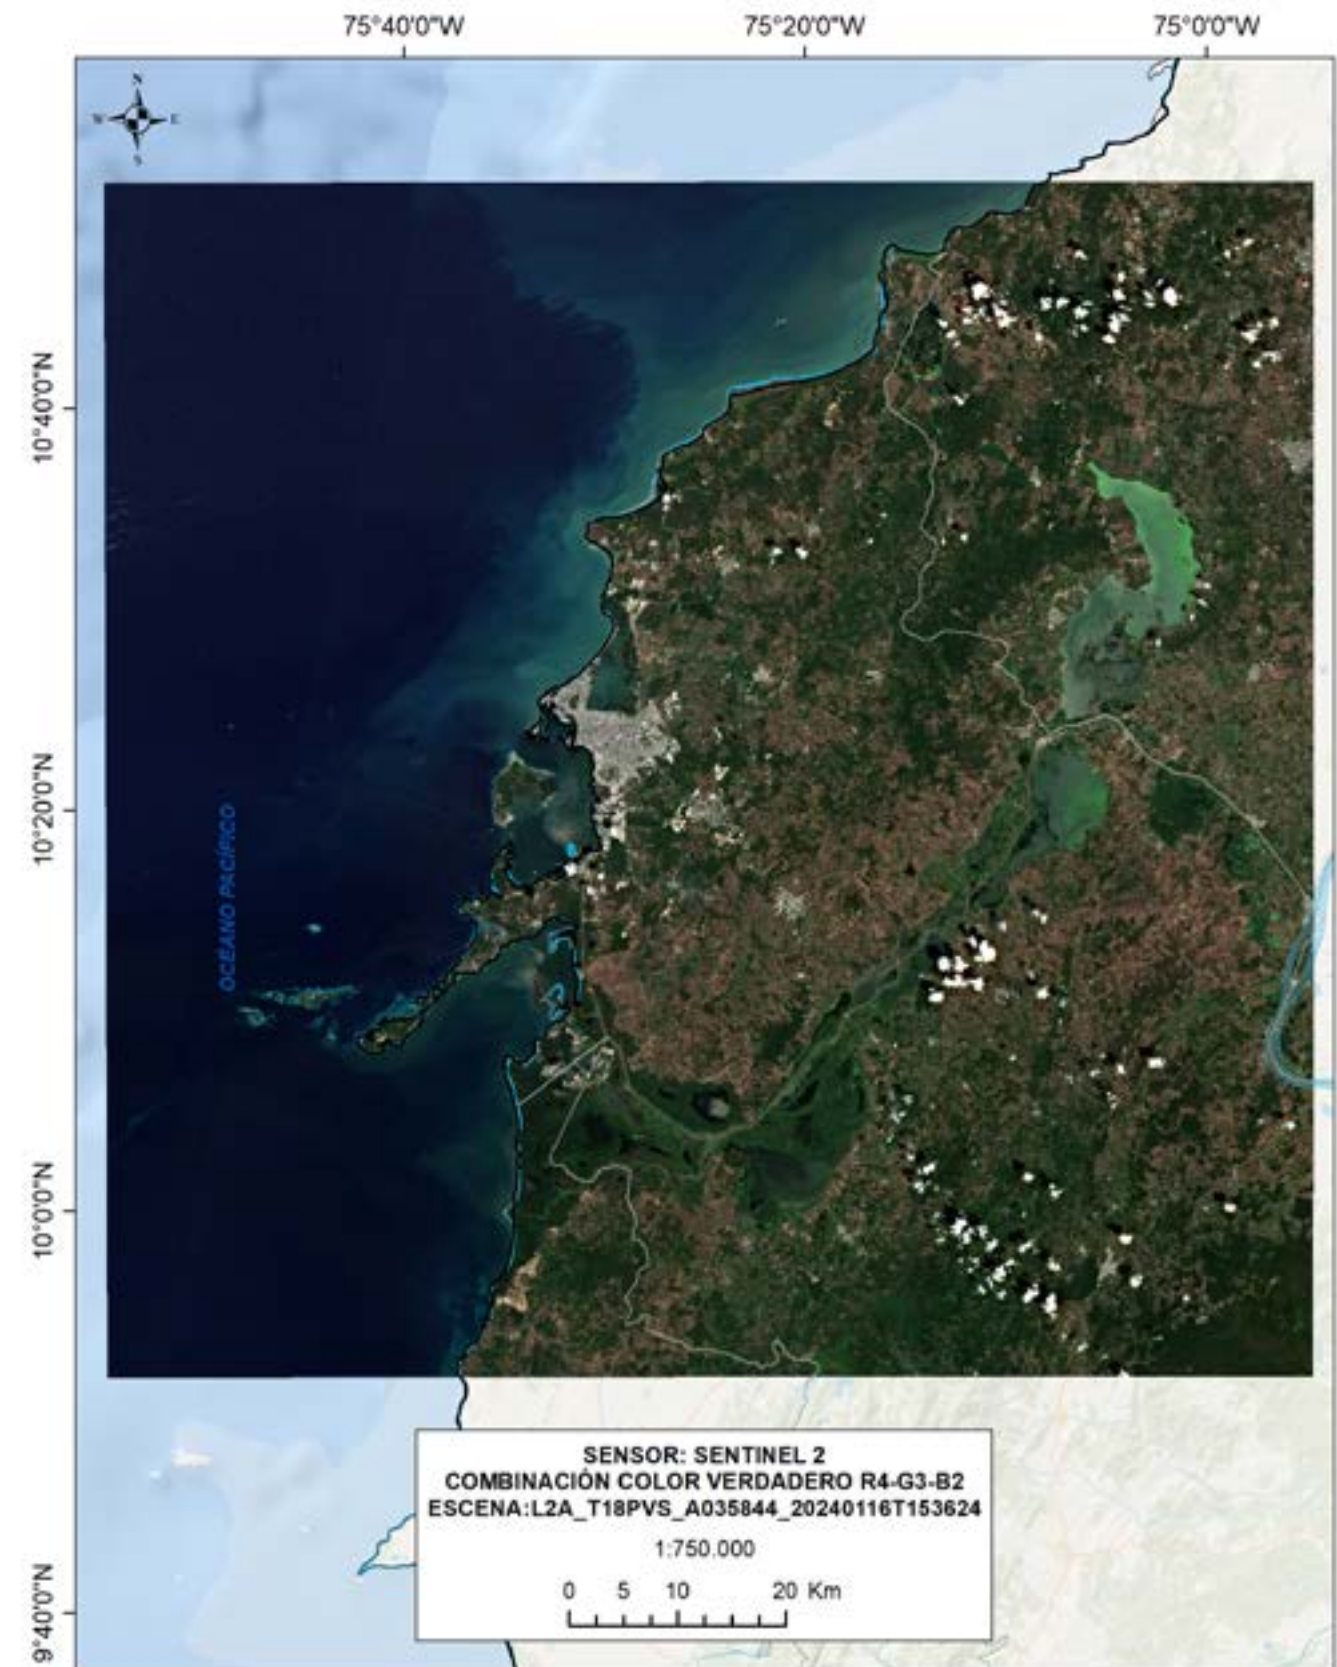 75°40'0"W
75°20'0"W
75°0'0"W
N
W
E
S
10°40'0"N
10°20'0"N
10°0'0"N
9°40'0"N
OCÉANO PACÍFICO
SENSOR: SENTINEL 2
COMBINACIÓN COLOR VERDADERO R4-G3-B2
ESCENA:L2A_T18PVS_A035844_20240116T153624
1:750.000
0 5 10 20 Km